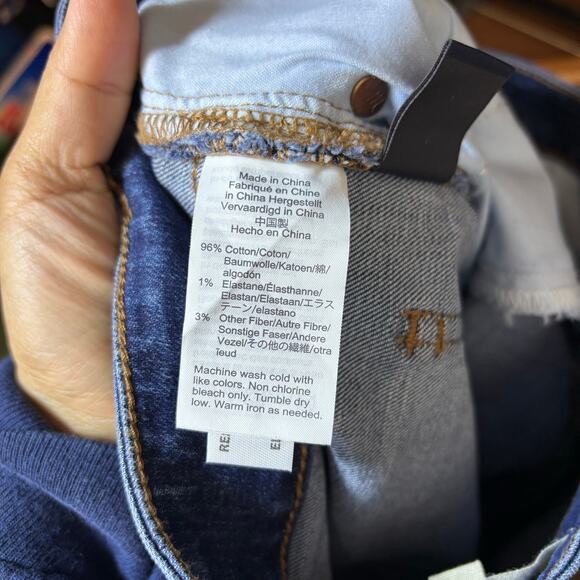 Made in China
Fabriqué en Chine
in China Hergestellt
Vervaardigd in China
中国製
Hecho en China
96% Cotton/Coton/
Baumwolle/Katoen/綿/
algodón
1% Elastane/Élasthanne/
Elastan/Elastaan/エラス
テーン/elastano
3% Other Fiber/Autre Fibre/
Sonstige Faser/Andere
Vezel/その他の繊維/otra
Machine wash cold with
like colors. Non chlorine
bleach only. Tumble dry
low. Warm iron as needed.